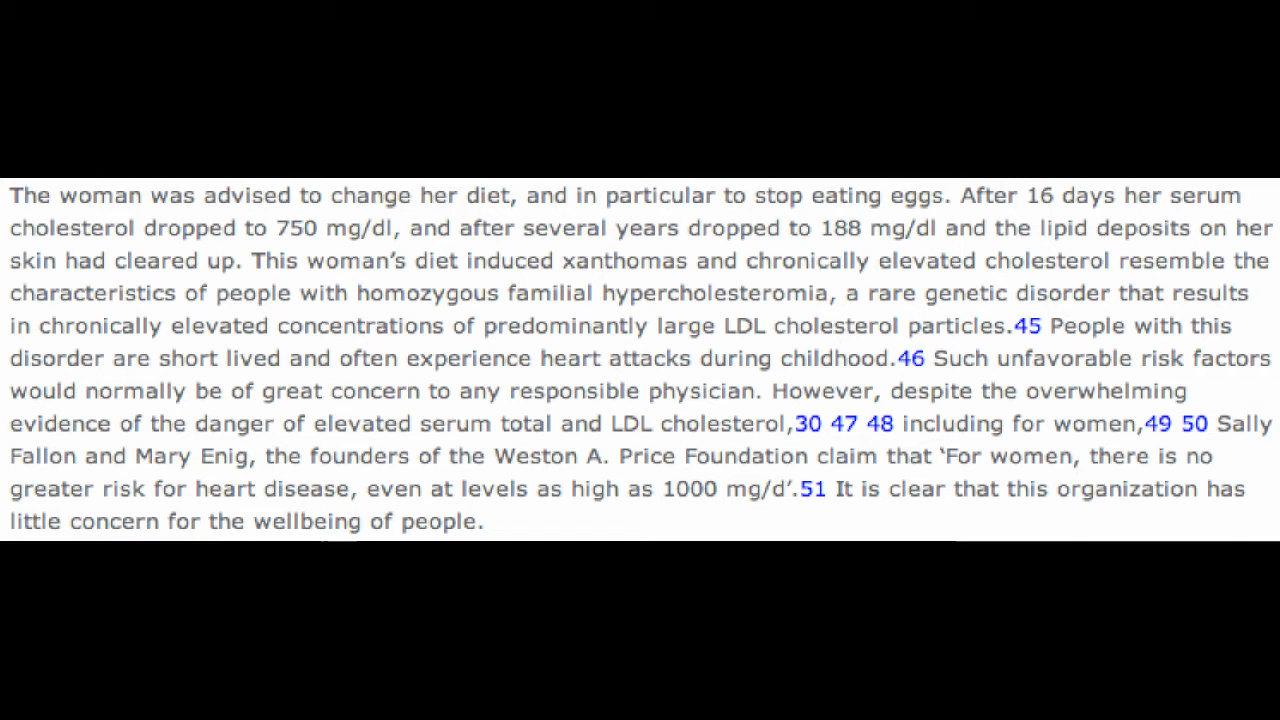 The woman was advised to change her diet, and in particular to stop eating eggs. After 16 days her serum
cholesterol dropped to 750 mg/dl, and after several years dropped to 188 mg/dl and the lipid deposits on her
skin had cleared up. This woman’s diet induced xanthomas and chronically elevated cholesterol resemble the
characteristics of people with homozygous familial hypercholesteromia, a rare genetic disorder that results
in chronically elevated concentrations of predominantly large LDL cholesterol particles.45 People with this
disorder are short lived and often experience heart attacks during childhood.46 Such unfavorable risk factors
would normally be of great concern to any responsible physician. However, despite the overwhelming
evidence of the danger of elevated serum total and LDL cholesterol,30 47 48 including for women,49 50 Sally
Fallon and Mary Enig, the founders of the Weston A. Price Foundation claim that ‘For women, there is no
greater risk for heart disease, even at levels as high as 1000 mg/d’.51 It is clear that this organization has
little concern for the wellbeing of people.